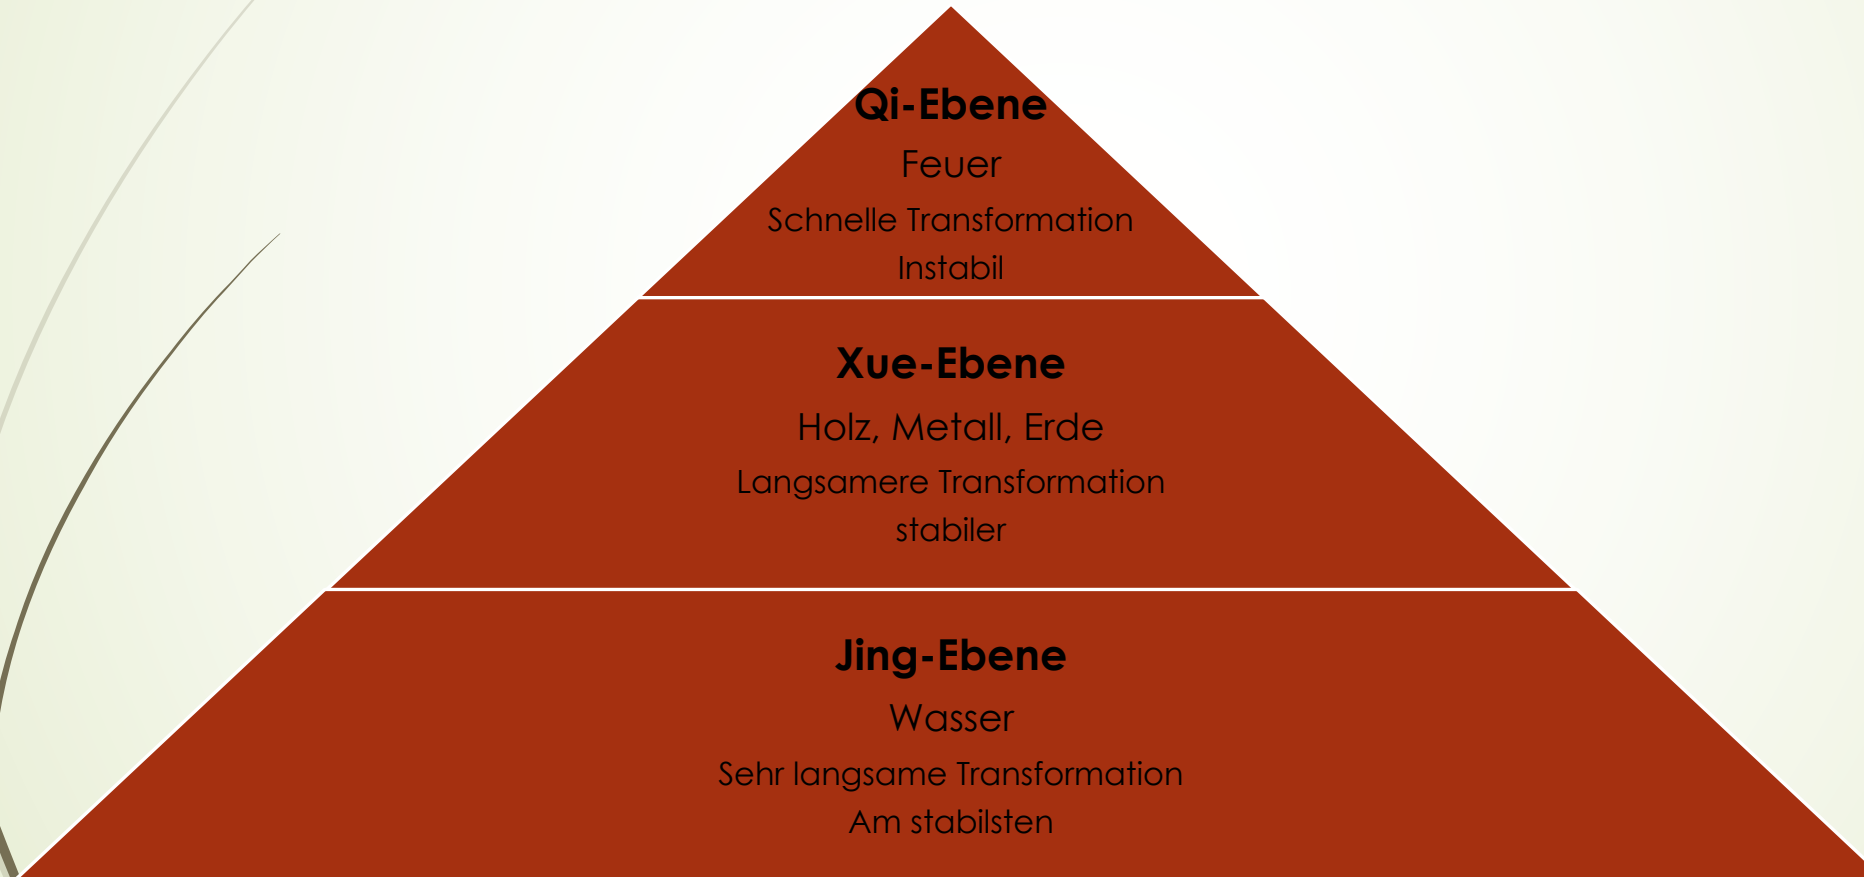 Qi-Ebene
Feuer
Schnelle Transformation
Instabil
Xue-Ebene
Holz, Metall, Erde
Langsamere Transformation
stabiler
Jing-Ebene
Wasser
Sehr langsame Transformation
Am stabilsten